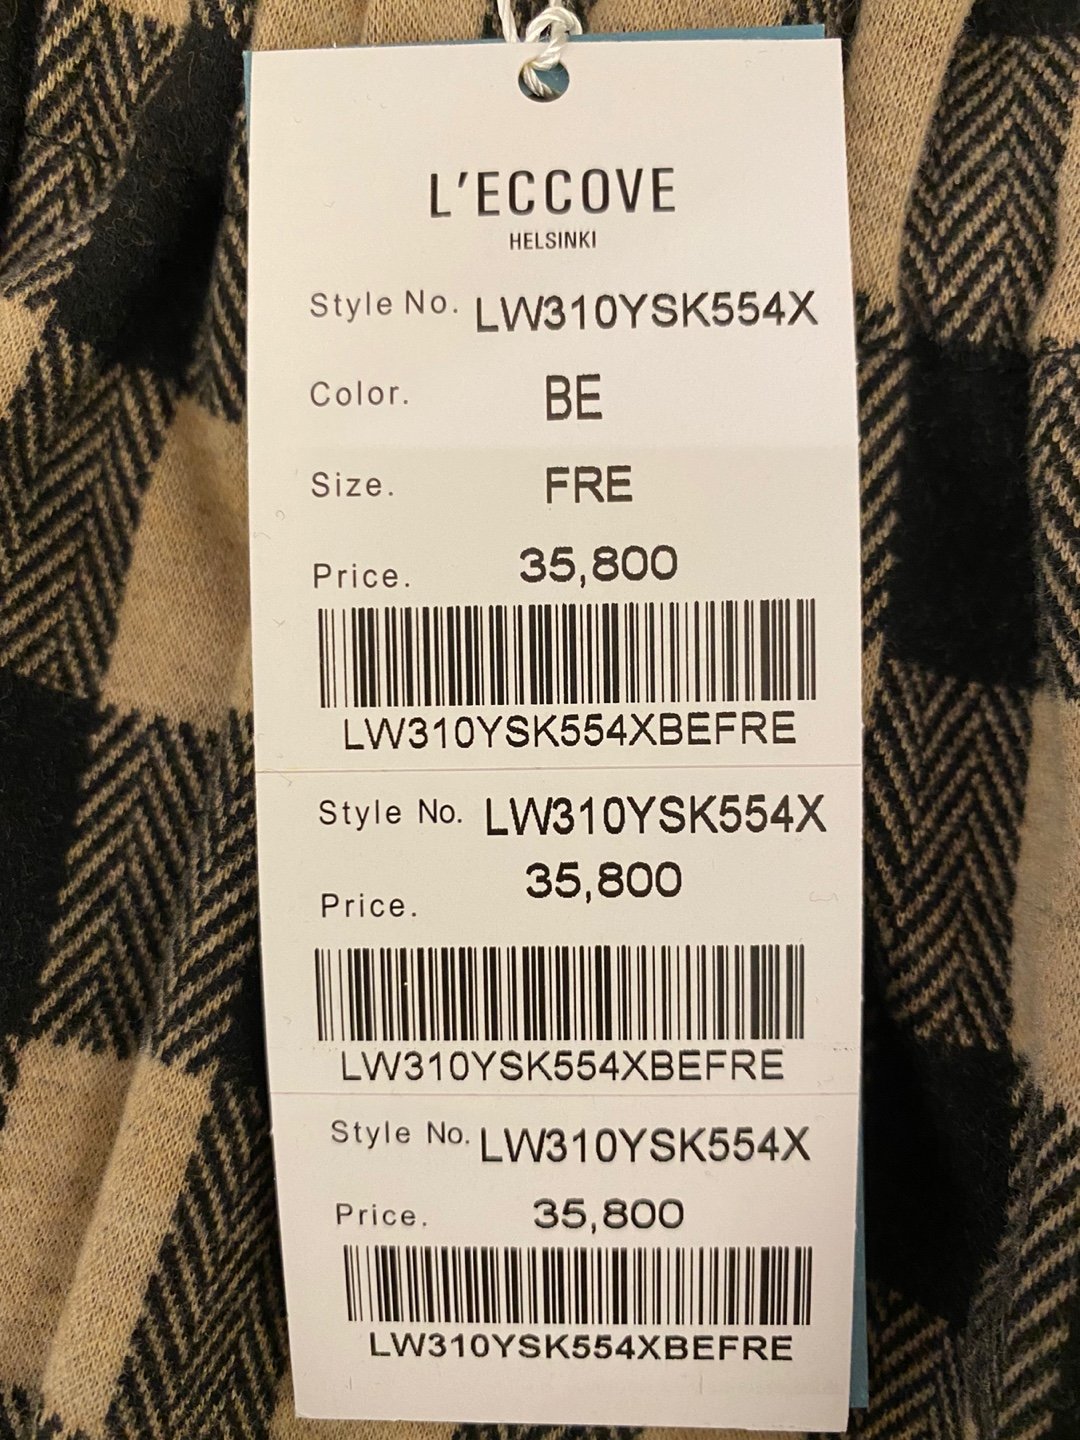 L'ECCOVE
HELSINKI
Style No. LW310YSK554X
Color. BE
Size. FRE
Price. 35,800
LW310YSK554XBEFRE
Style No. LW310YSK554X
Price. 35,800
LW310YSK554XBEFRE
Style No. LW310YSK554X
Price. 35,800
LW310YSK554XBEFRE